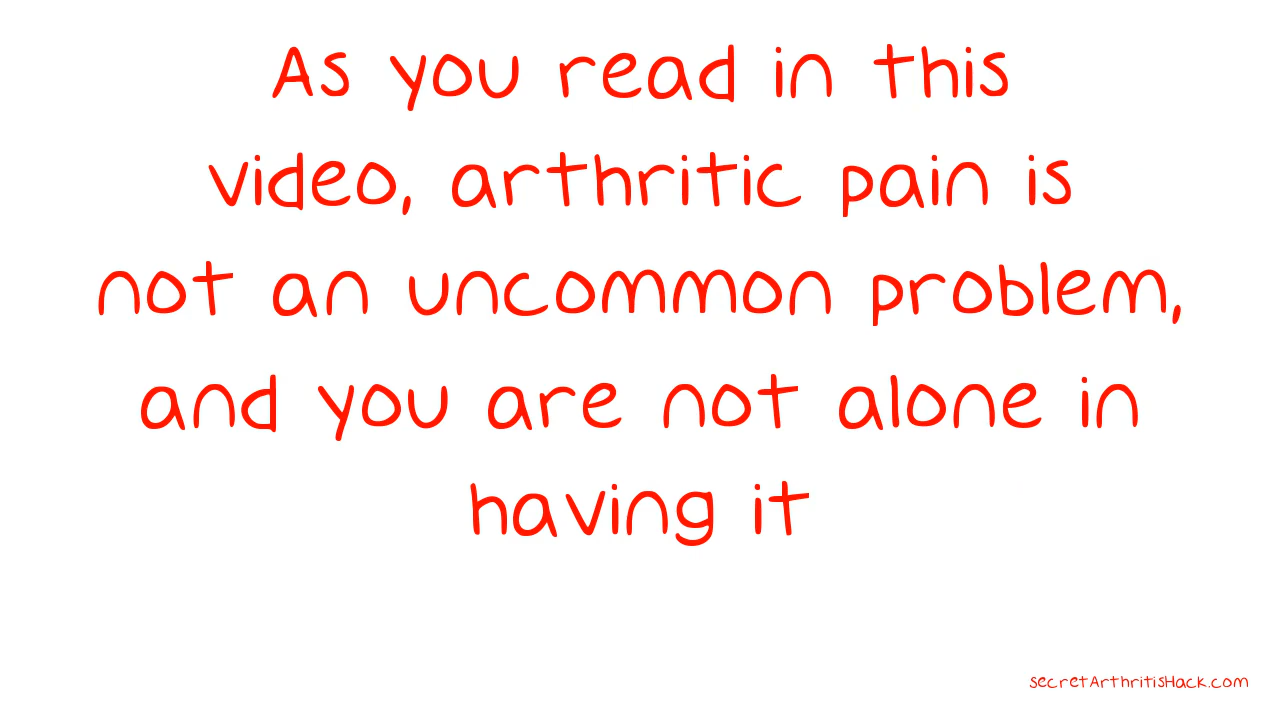 As you read in this
video, arthritic pain is
not an uncommon problem,
and you are not alone in
having it
secretArthritisHack.com